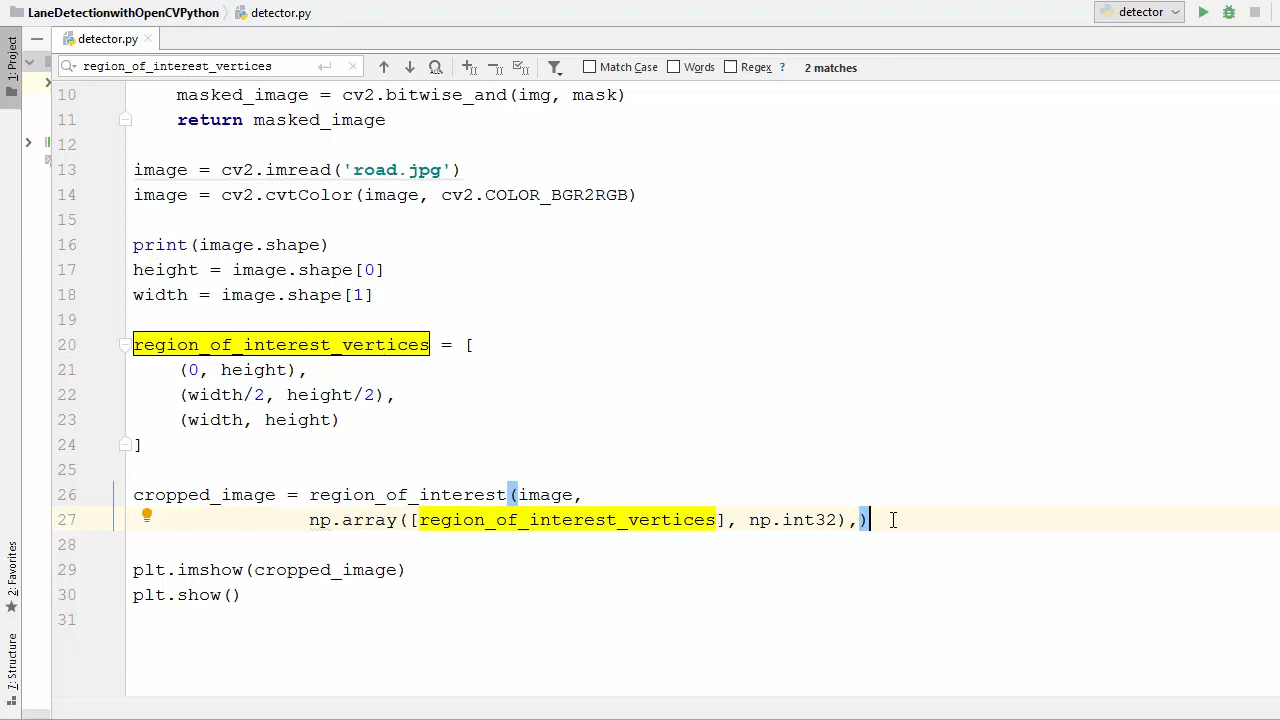 LaneDetectionwithOpenCVPython detector.py detector
1: Project
detector.py
region_of_interest_vertices Match Case Words Regex ? 2 matches
10 masked_image = cv2.bitwise_and(img, mask)
11 return masked_image
12
13 image = cv2.imread('road.jpg')
14 image = cv2.cvtColor(image, cv2.COLOR_BGR2RGB)
15
16 print(image.shape)
17 height = image.shape[0]
18 width = image.shape[1]
19
20 region_of_interest_vertices = [
21 (0, height),
22 (width/2, height/2),
23 (width, height)
24 ]
25
26 cropped_image = region_of_interest(image,
27 np.array([region_of_interest_vertices], np.int32),)
28
29 plt.imshow(cropped_image)
30 plt.show()
31
2: Favorites
7: Structure